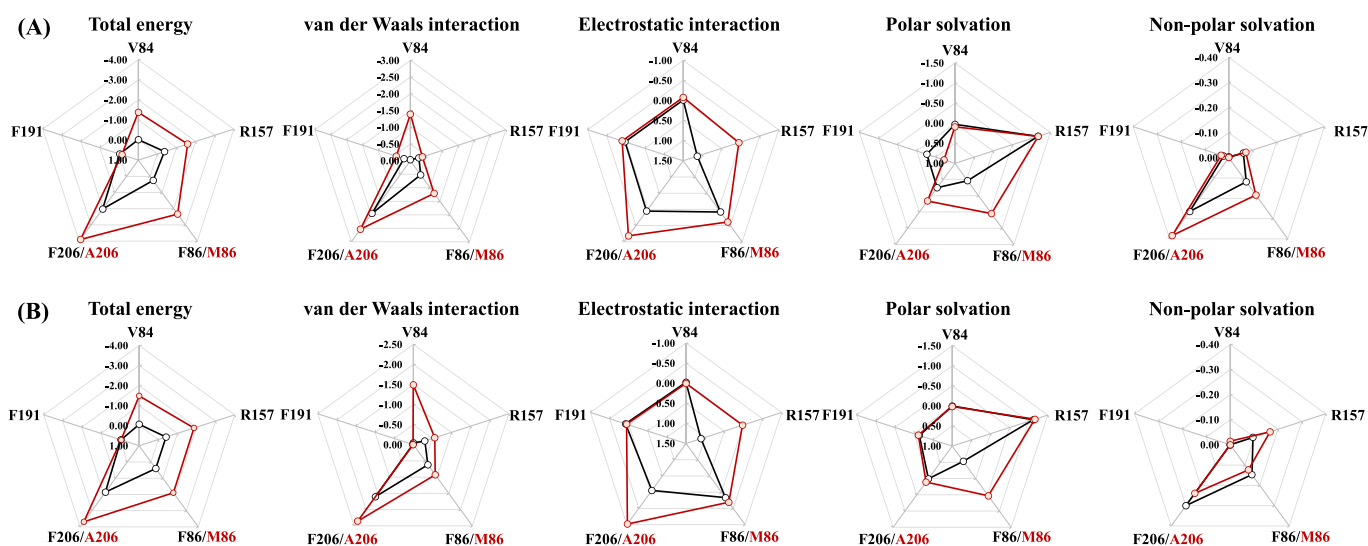 (A)
Total energy
V84
-4.00
-3.00
-2.00
-1.00
0.00
1.00
F191
R157
F206/A206
F86/M86
van der Waals interaction
V84
-3.00
-2.50
-2.00
-1.50
-1.00
-0.50
0.00
F191
R157
F206/A206
F86/M86
Electrostatic interaction
V84
-1.00
-0.50
0.00
0.50
1.00
1.50
F191
R157
F206/A206
F86/M86
Polar solvation
V84
-1.50
-1.00
-0.50
0.00
0.50
1.00
F191
R157
F206/A206
F86/M86
Non-polar solvation
V84
-0.40
-0.30
-0.20
-0.10
0.00
F191
R157
F206/A206
F86/M86
(B)
Total energy
V84
-4.00
-3.00
-2.00
-1.00
0.00
1.00
F191
R157
F206/A206
F86/M86
van der Waals interaction
V84
-2.50
-2.00
-1.50
-1.00
-0.50
0.00
F191
R157
F206/A206
F86/M86
Electrostatic interaction
V84
-1.00
-0.50
0.00
0.50
1.00
1.50
F191
R157
F206/A206
F86/M86
Polar solvation
V84
-1.50
-1.00
-0.50
0.00
0.50
1.00
F191
R157
F206/A206
F86/M86
Non-polar solvation
V84
-0.40
-0.30
-0.20
-0.10
0.00
F191
R157
F206/A206
F86/M86